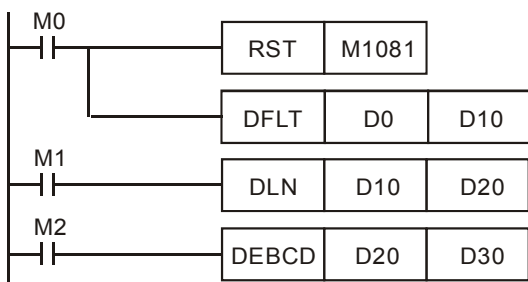 M0
RST M1081
DFLT D0 D10
M1
DLN D10 D20
M2
DEBCD D20 D30